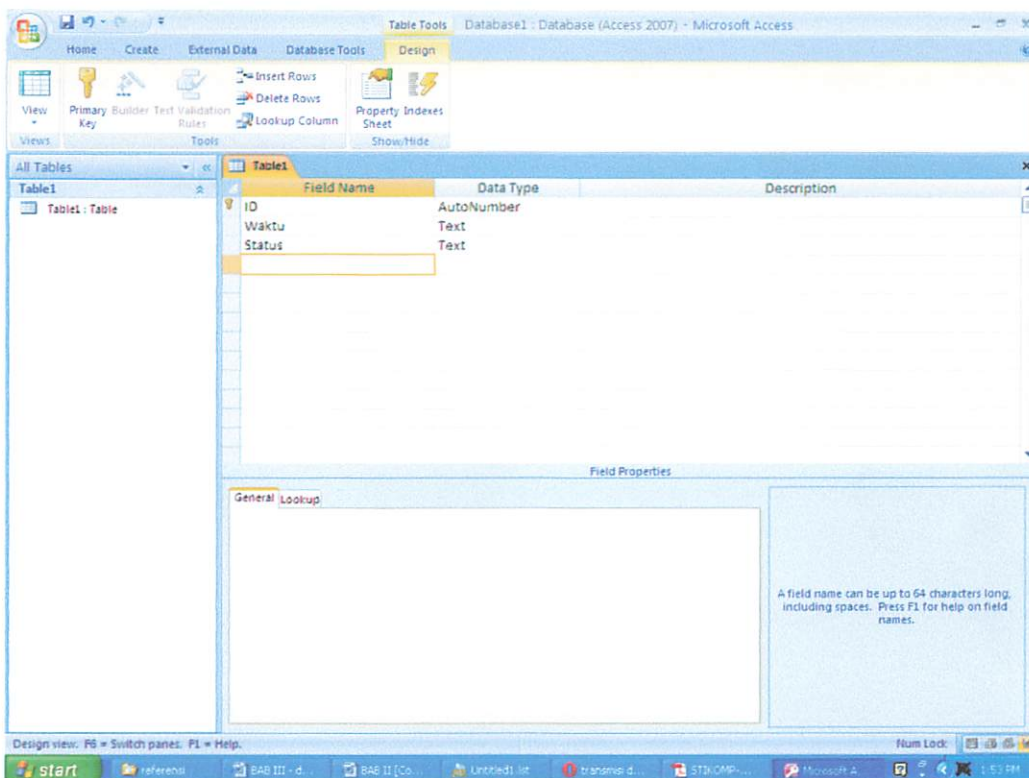 Table Tools Database1 : Database (Access 2007) - Microsoft Access
Home Create External Data Database Tools Design
View
Primary Key
Builder
Test Validation Rules
Insert Rows
Delete Rows
Lookup Column
Property Sheet
Indexes
Views Tools Show/Hide
All Tables
Table1
Table1 : Table
Table1
Field Name Data Type Description
ID AutoNumber
Waktu Text
Status Text
Field Properties
General Lookup
A field name can be up to 64 characters long,
including spaces. Press F1 for help on field
names.
Design view. F6 = Switch panes. F1 = Help.
Num Lock
start referensi BAB III - d... BAB II [Co... Untitled1.list transmisi d... STIKOMP-... Microsoft A... 1:53 PM